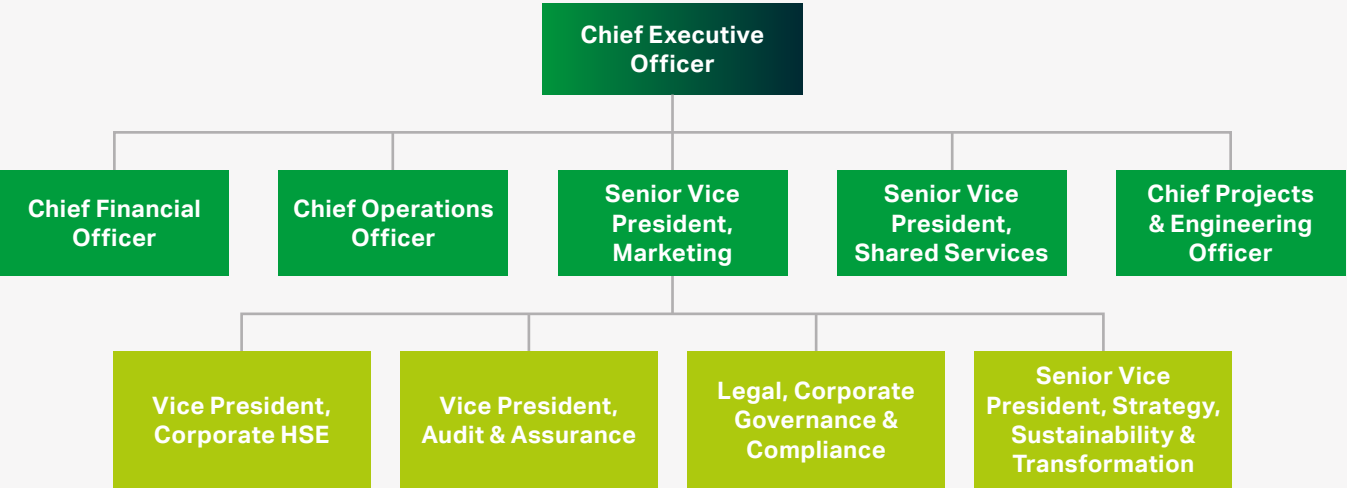 Chief Executive
Officer
Chief Financial
Officer
Chief Operations
Officer
Senior Vice
President,
Marketing
Senior Vice
President,
Shared Services
Chief Projects
& Engineering
Officer
Vice President,
Corporate HSE
Vice President,
Audit & Assurance
Legal, Corporate
Governance &
Compliance
Senior Vice
President, Strategy,
Sustainability &
Transformation